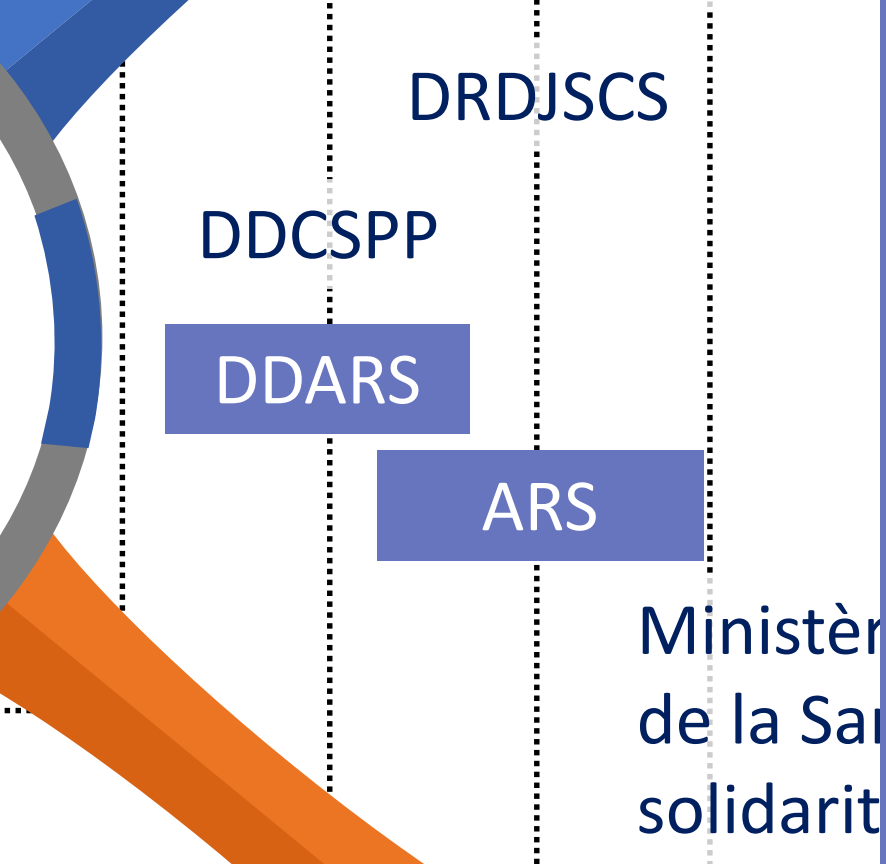 DRDJSCS
DDCSPP
DDARS
ARS
Ministèr
de la Sa
solidarit